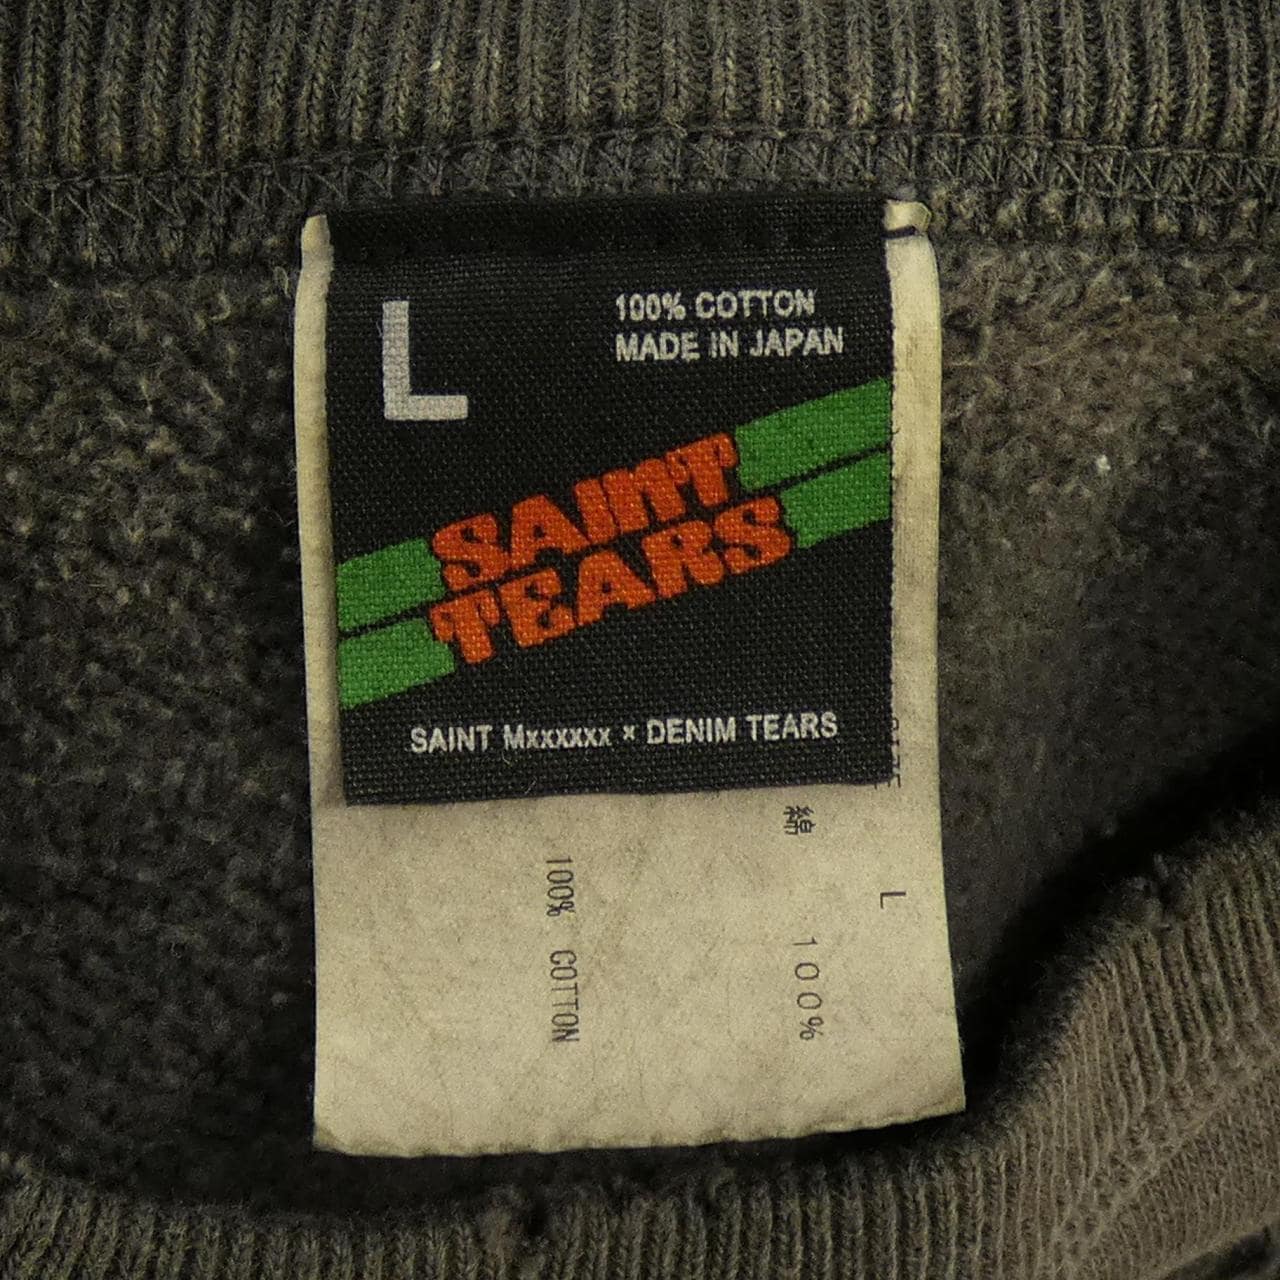 L
100% COTTON
MADE IN JAPAN
SAINT
TEARS
SAINT Mxxxxxx × DENIM TEARS
L
綿 100%
100% COTTON